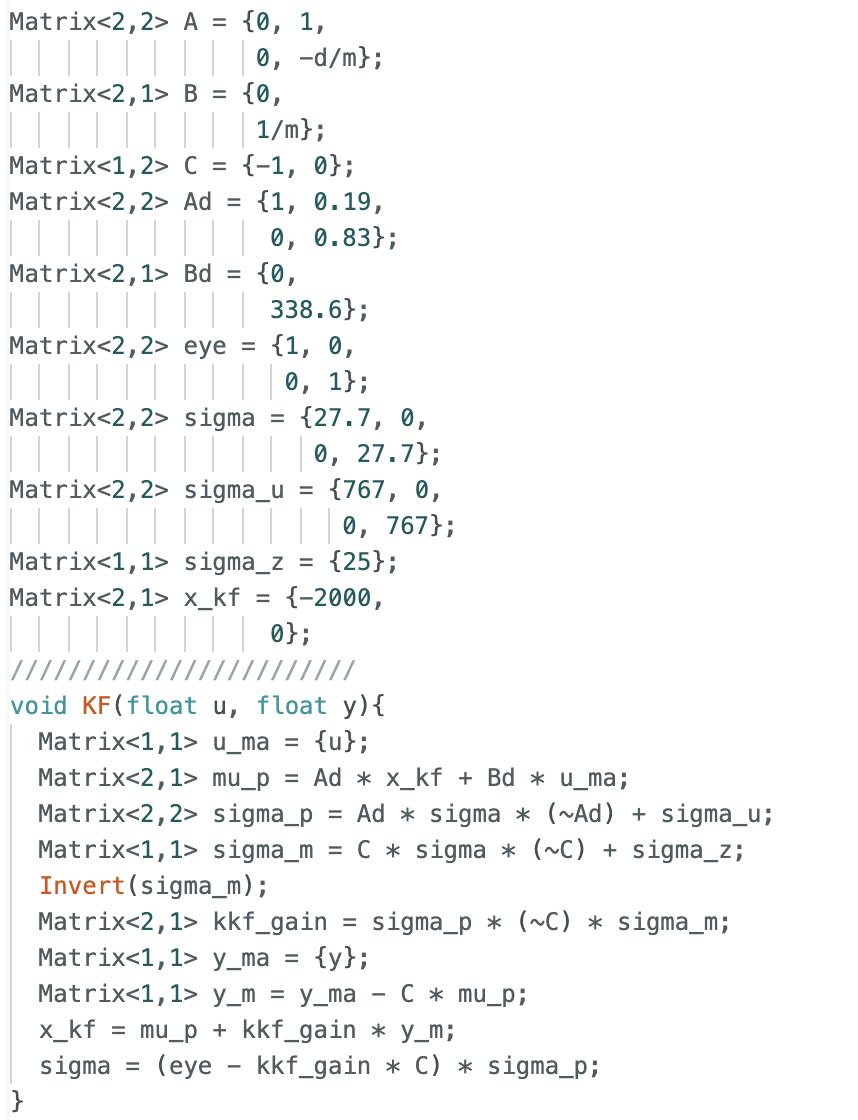 Matrix<2,2> A = {0, 1,
                 0, -d/m};
Matrix<2,1> B = {0,
                 1/m};
Matrix<1,2> C = {-1, 0};
Matrix<2,2> Ad = {1, 0.19,
                  0, 0.83};
Matrix<2,1> Bd = {0,
                  338.6};
Matrix<2,2> eye = {1, 0,
                   0, 1};
Matrix<2,2> sigma = {27.7, 0,
                     0, 27.7};
Matrix<2,2> sigma_u = {767, 0,
                       0, 767};
Matrix<1,1> sigma_z = {25};
Matrix<2,1> x_kf = {-2000,
                  0};
////////////////////////
void KF(float u, float y){
  Matrix<1,1> u_ma = {u};
  Matrix<2,1> mu_p = Ad * x_kf + Bd * u_ma;
  Matrix<2,2> sigma_p = Ad * sigma * (~Ad) + sigma_u;
  Matrix<1,1> sigma_m = C * sigma * (~C) + sigma_z;
  Invert(sigma_m);
  Matrix<2,1> kkf_gain = sigma_p * (~C) * sigma_m;
  Matrix<1,1> y_ma = {y};
  Matrix<1,1> y_m = y_ma - C * mu_p;
  x_kf = mu_p + kkf_gain * y_m;
  sigma = (eye - kkf_gain * C) * sigma_p;
}